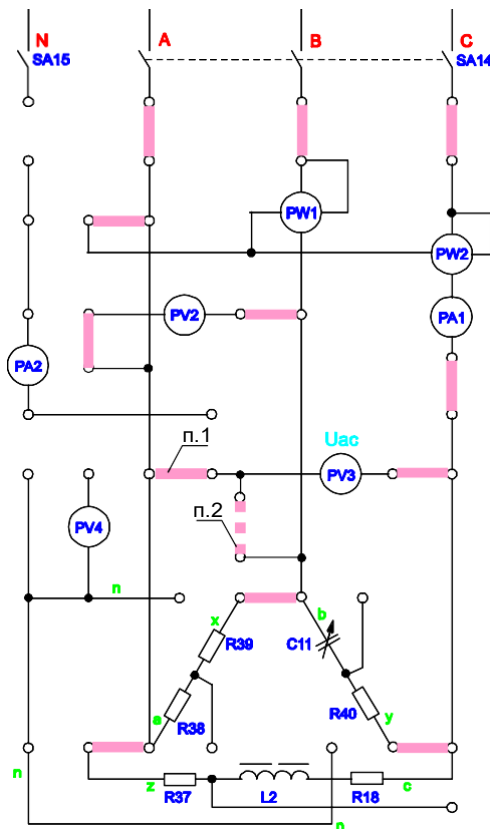 N A B C
SA15 SA14
PW1
PW2
PV2 PA1
PA2
Uac
п.1
PV3
п.2
PV4
n
x b
R39 C11
a R38 R40 y
n z c
R37 L2 R18
n